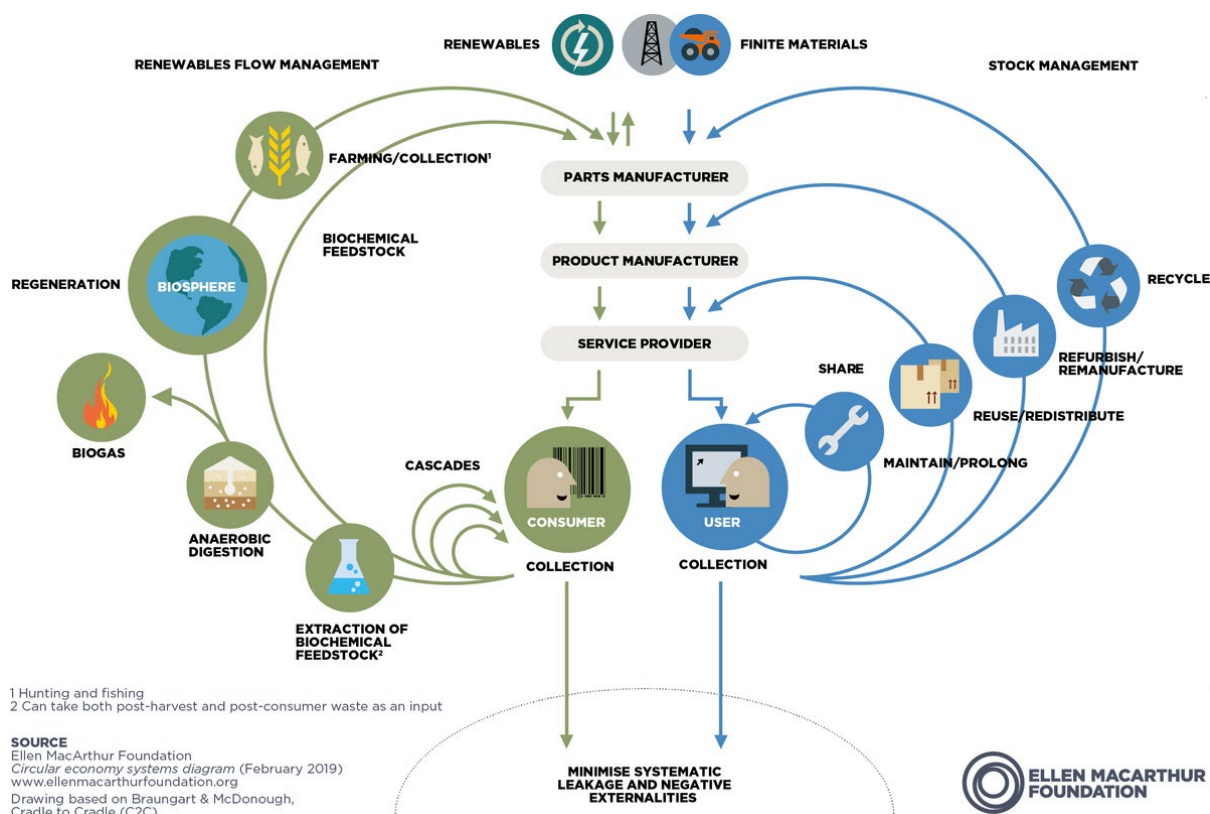 RENEWABLES
FINITE MATERIALS
RENEWABLES FLOW MANAGEMENT
STOCK MANAGEMENT
FARMING/COLLECTION¹
PARTS MANUFACTURER
BIOCHEMICAL
FEEDSTOCK
PRODUCT MANUFACTURER
REGENERATION
BIOSPHERE
RECYCLE
SERVICE PROVIDER
SHARE
REFURBISH/
REMANUFACTURE
REUSE/REDISTRIBUTE
BIOGAS
CASCADES
MAINTAIN/PROLONG
CONSUMER
USER
ANAEROBIC
DIGESTION
COLLECTION
COLLECTION
EXTRACTION OF
BIOCHEMICAL
FEEDSTOCK²
1 Hunting and fishing
2 Can take both post-harvest and post-consumer waste as an input
SOURCE
Ellen MacArthur Foundation
Circular economy systems diagram (February 2019)
www.ellenmacarthurfoundation.org
Drawing based on Braungart & McDonough,
Cradle to Cradle (C2C)
MINIMISE SYSTEMATIC
LEAKAGE AND NEGATIVE
EXTERNALITIES
ELLEN MACARTHUR
FOUNDATION